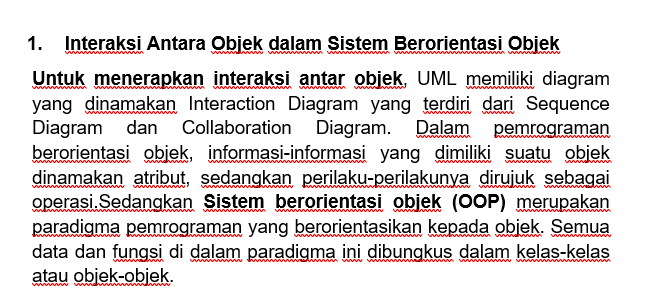 1. Interaksi Antara Objek dalam Sistem Berorientasi Objek
Untuk menerapkan interaksi antar objek, UML memiliki diagram
yang dinamakan Interaction Diagram yang terdiri dari Sequence
Diagram dan Collaboration Diagram. Dalam pemrograman
berorientasi objek, informasi-informasi yang dimiliki suatu objek
dinamakan atribut, sedangkan perilaku-perilakunya dirujuk sebagai
operasi.Sedangkan Sistem berorientasi objek (OOP) merupakan
paradigma pemrograman yang berorientasikan kepada objek. Semua
data dan fungsi di dalam paradigma ini dibungkus dalam kelas-kelas
atau objek-objek.